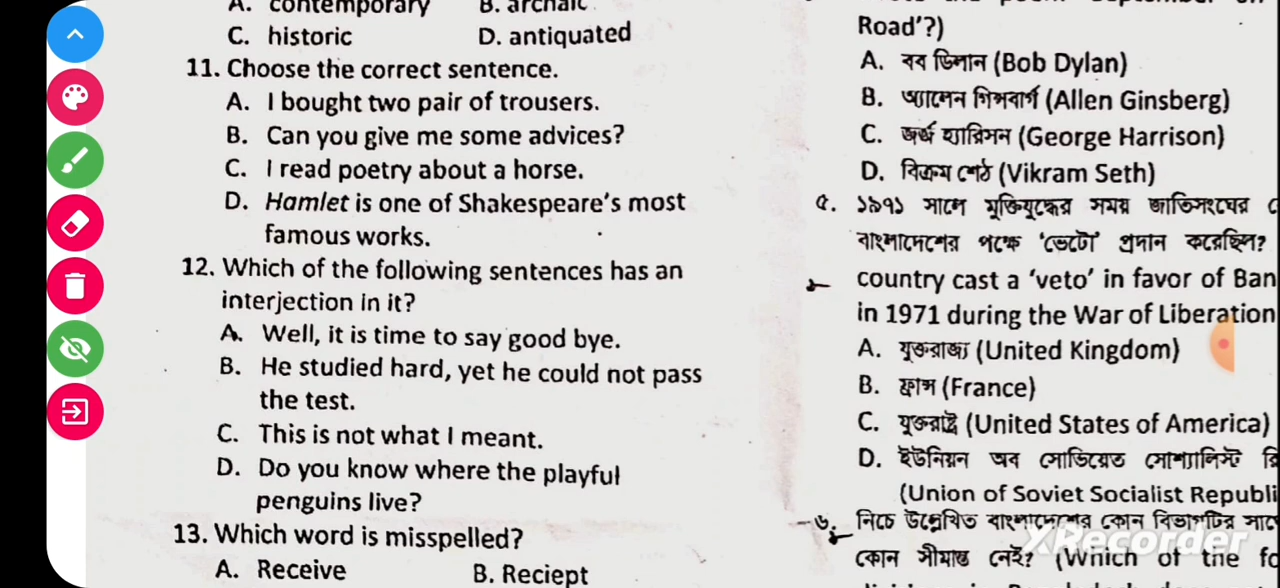 A. contemporary B. archaic
C. historic D. antiquated
11. Choose the correct sentence.
A. I bought two pair of trousers.
B. Can you give me some advices?
C. I read poetry about a horse.
D. Hamlet is one of Shakespeare's most
famous works.
12. Which of the following sentences has an
interjection in it?
A. Well, it is time to say good bye.
B. He studied hard, yet he could not pass
the test.
C. This is not what I meant.
D. Do you know where the playful
penguins live?
13. Which word is misspelled?
A. Receive B. Reciept
Road'?)
A. বব ডিলান (Bob Dylan)
B. অ্যালেন গিন্সবার্গ (Allen Ginsberg)
C. জর্জ হ্যারিসন (George Harrison)
D. বিক্রম শেঠ (Vikram Seth)
৫. ১৯৭১ সালে মুক্তিযুদ্ধের সময় জাতিসংঘের
বাংলাদেশের পক্ষে 'ভেটো' প্রদান করেছিল?
country cast a 'veto' in favor of Ban
in 1971 during the War of Liberation
A. যুক্তরাজ্য (United Kingdom)
B. ফ্রান্স (France)
C. যুক্তরাষ্ট্র (United States of America)
D. ইউনিয়ন অব সোভিয়েত সোশ্যালিস্ট রি
(Union of Soviet Socialist Republi
৬. নিচে উল্লেখিত বাংলাদেশের কোন বিভাগটির সাথে
কোন সীমান্ত নেই? (Which of the fo
XRecorder